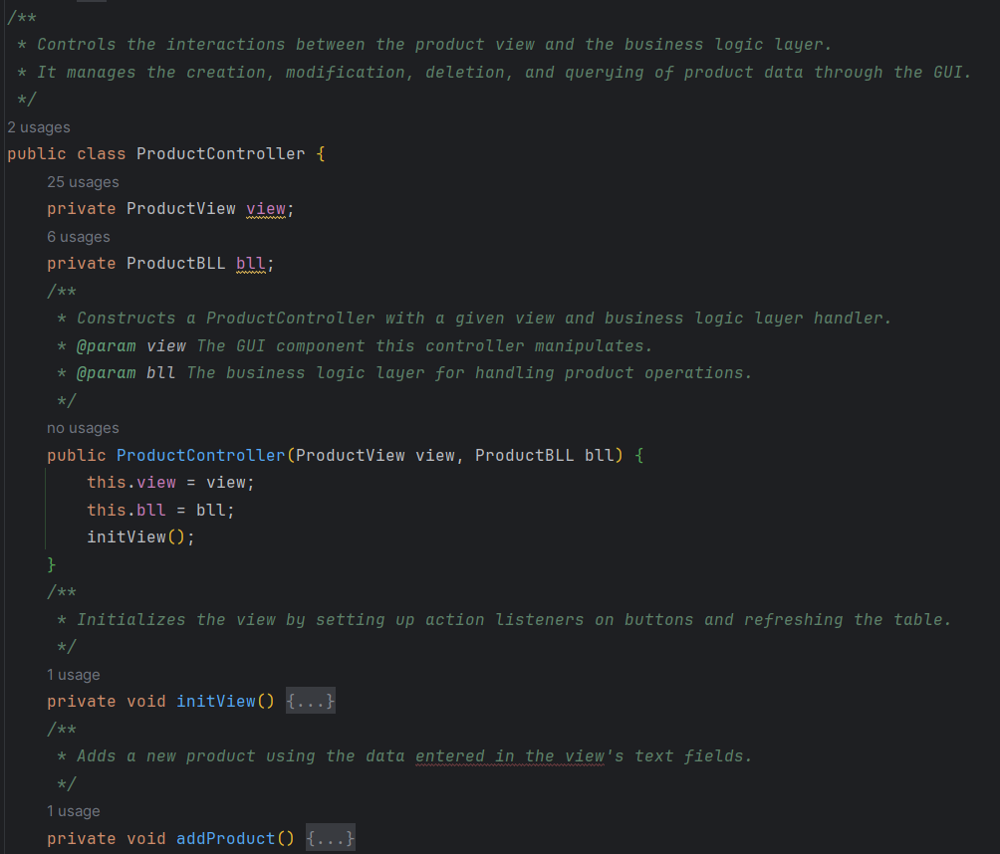 /**
 * Controls the interactions between the product view and the business logic layer.
 * It manages the creation, modification, deletion, and querying of product data through the GUI.
 */
2 usages
public class ProductController {
    25 usages
    private ProductView view;
    6 usages
    private ProductBLL bll;
    /**
     * Constructs a ProductController with a given view and business logic layer handler.
     * @param view The GUI component this controller manipulates.
     * @param bll The business logic layer for handling product operations.
     */
    no usages
    public ProductController(ProductView view, ProductBLL bll) {
        this.view = view;
        this.bll = bll;
        initView();
    }
    /**
     * Initializes the view by setting up action listeners on buttons and refreshing the table.
     */
    1 usage
    private void initView() {...}
    /**
     * Adds a new product using the data entered in the view's text fields.
     */
    1 usage
    private void addProduct() {...}